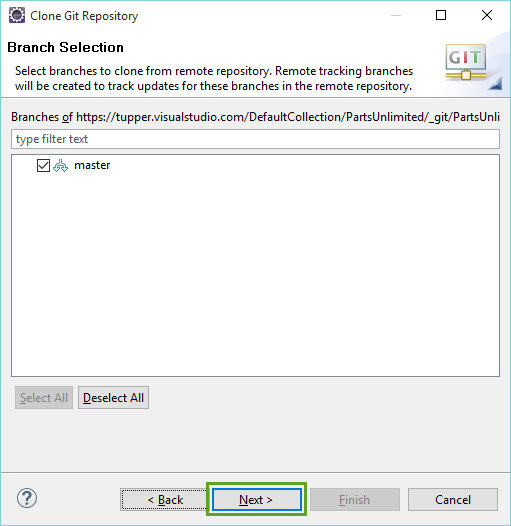 Clone Git Repository
Branch Selection
GIT
Select branches to clone from remote repository. Remote tracking branches
will be created to track updates for these branches in the remote repository.
Branches of https://tupper.visualstudio.com/DefaultCollection/PartsUnlimited/_git/PartsUnli
type filter text
master
Select All Deselect All
? < Back Next > Finish Cancel